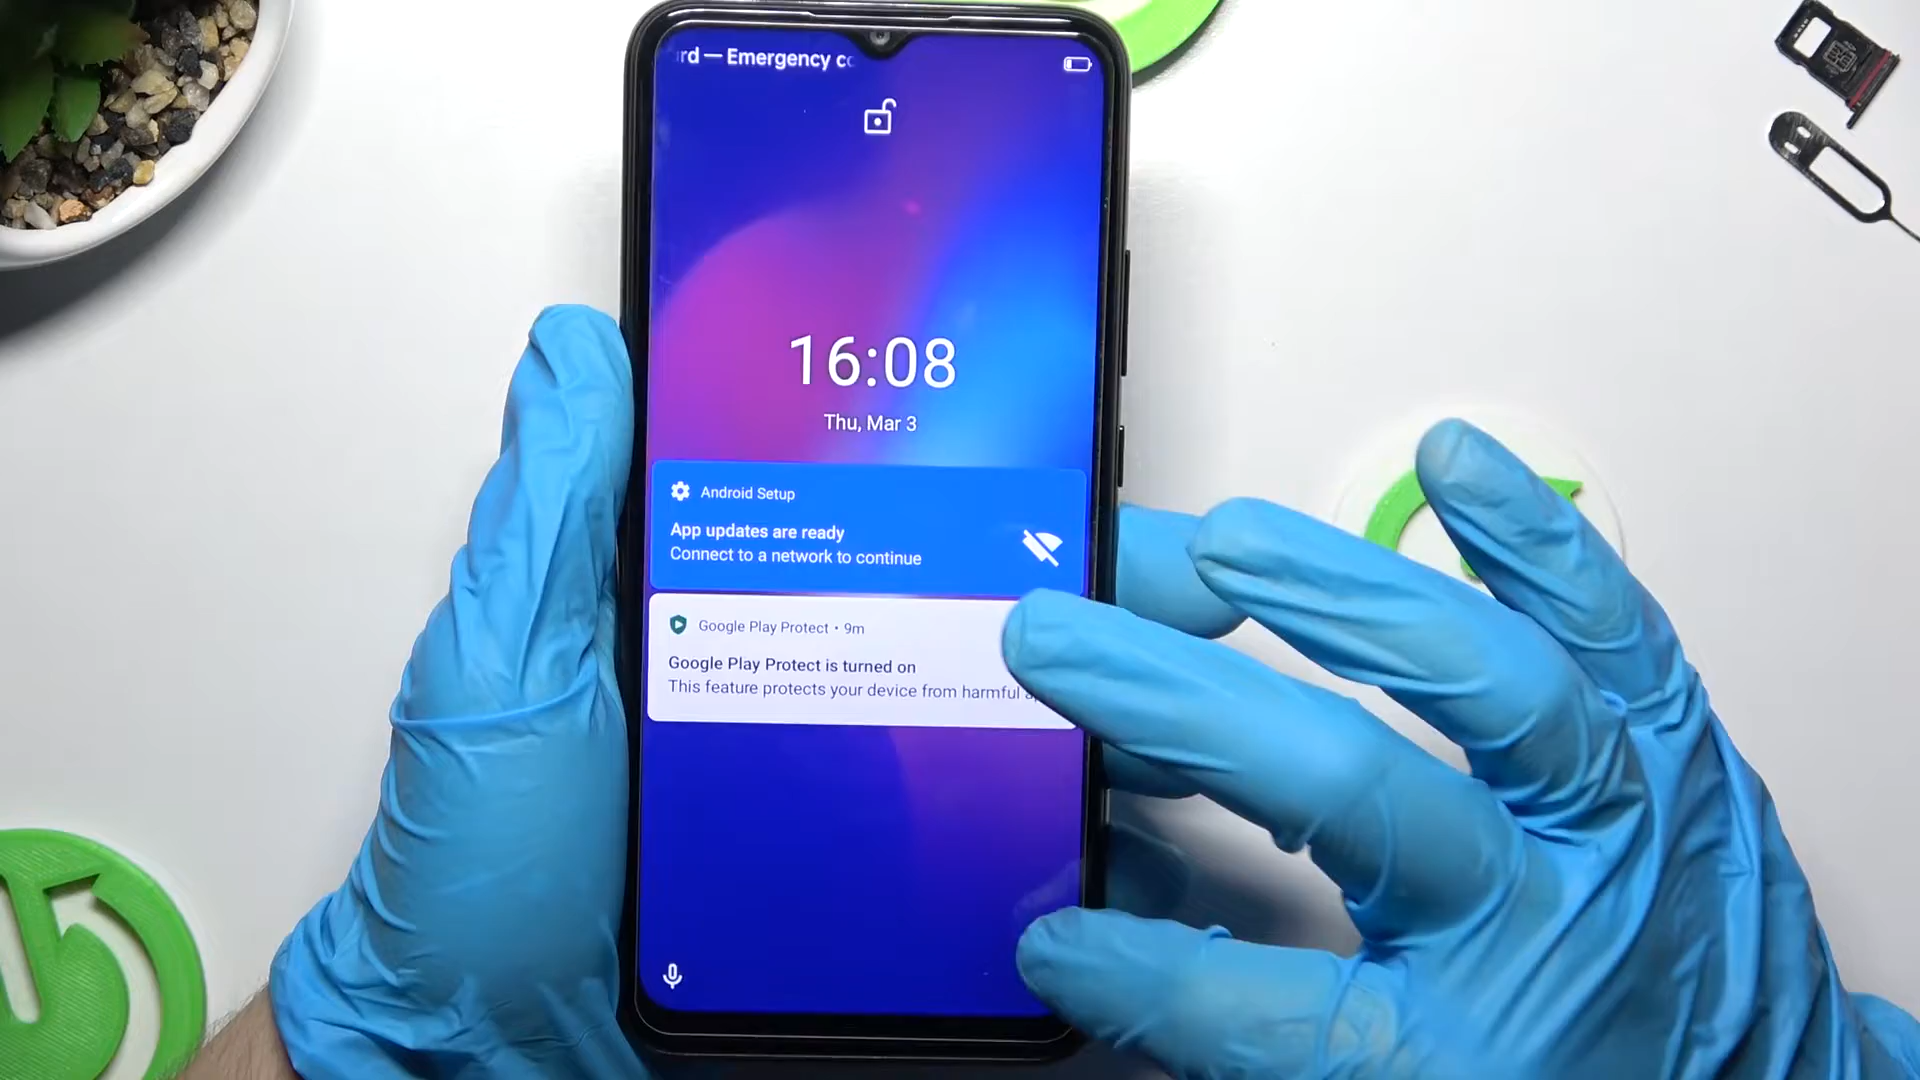 — Emergency
16:08
Thu, Mar 3
Android Setup
App updates are ready
Connect to a network to continue
Google Play Protect • 9m
Google Play Protect is turned on
This feature protects your device from harmful